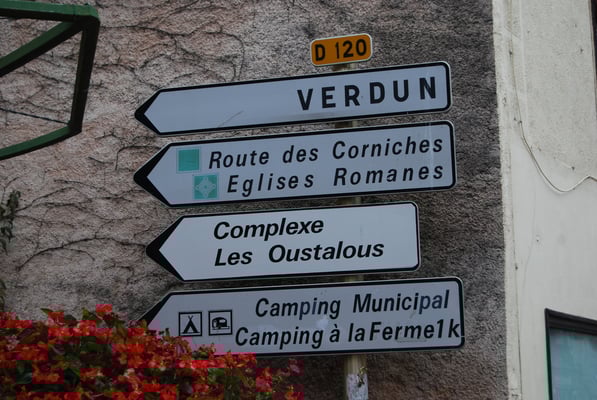 D 120
VERDUN
Route des Corniches
Eglises Romanes
Complexe
Les Oustalous
Camping Municipal
Camping à la Ferme1k